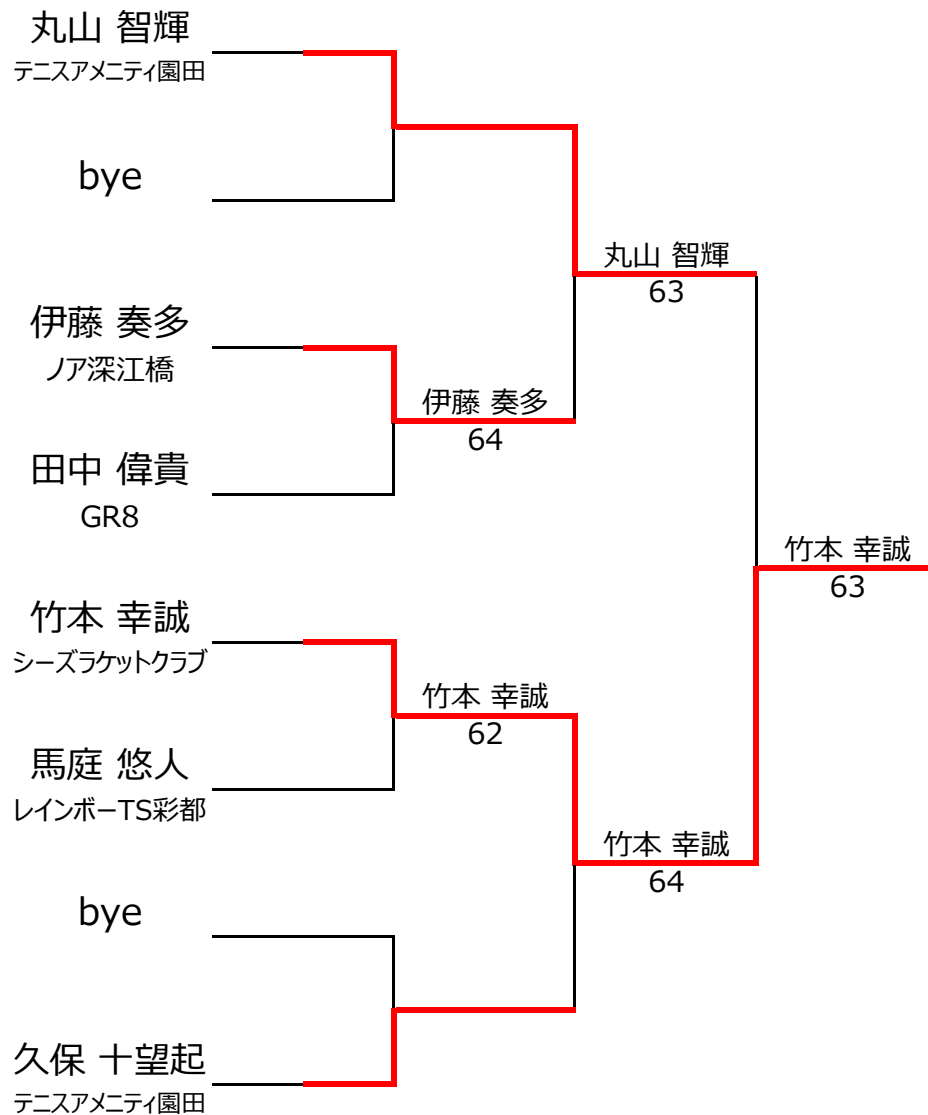 丸山 智輝
テニスアメニティ園田
bye
丸山 智輝
63
伊藤 奏多
ノア深江橋
伊藤 奏多
64
田中 偉貴
GR8
竹本 幸誠
63
竹本 幸誠
シーズラケットクラブ
竹本 幸誠
62
馬庭 悠人
レインボーTS彩都
竹本 幸誠
64
bye
久保 十望起
テニスアメニティ園田